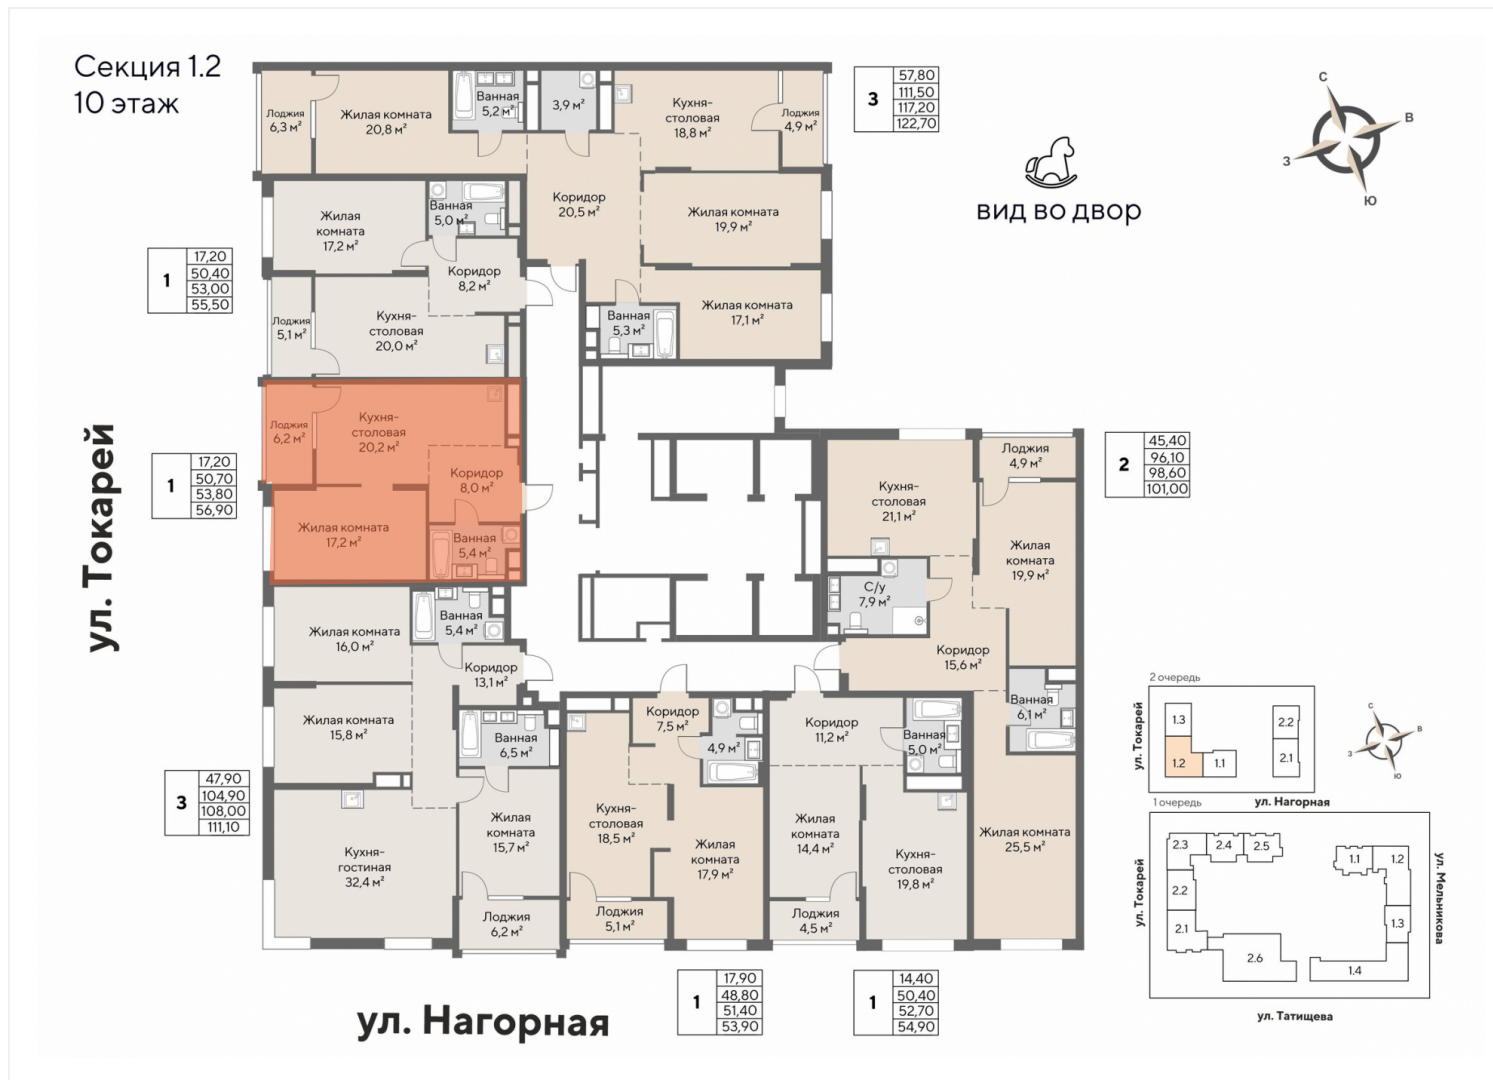 Секция 1.2
10 этаж
3
57,80
111,50
117,20
122,70
С
В
З
Ю
вид во двор
Лоджия
6,3 м²
Жилая комната
20,8 м²
Ванная
5,2 м²
3,9 м²
Кухня-
столовая
18,8 м²
Лоджия
4,9 м²
Коридор
20,5 м²
Жилая комната
19,9 м²
Жилая комната
17,1 м²
Ванная
5,3 м²
1
17,20
50,40
53,00
55,50
Жилая
комната
17,2 м²
Ванная
5,0 м²
Коридор
8,2 м²
Лоджия
5,1 м²
Кухня-
столовая
20,0 м²
ул. Токарей
1
17,20
50,70
53,80
56,90
Лоджия
6,2 м²
Кухня-
столовая
20,2 м²
Коридор
8,0 м²
Жилая комната
17,2 м²
Ванная
5,4 м²
2
45,40
96,10
98,60
101,00
Лоджия
4,9 м²
Кухня-
столовая
21,1 м²
Жилая
комната
19,9 м²
С/у
7,9 м²
Коридор
15,6 м²
Ванная
6,1 м²
Жилая комната
25,5 м²
3
47,90
104,90
108,00
111,10
Жилая комната
16,0 м²
Ванная
5,4 м²
Коридор
13,1 м²
Жилая комната
15,8 м²
Ванная
6,5 м²
Кухня-
гостиная
32,4 м²
Жилая
комната
15,7 м²
Лоджия
6,2 м²
Коридор
7,5 м²
4,9 м²
Кухня-
столовая
18,5 м²
Жилая
комната
17,9 м²
Лоджия
5,1 м²
Коридор
11,2 м²
Ванная
5,0 м²
Жилая
комната
14,4 м²
Кухня-
столовая
19,8 м²
Лоджия
4,5 м²
1
17,90
48,80
51,40
53,90
1
14,40
50,40
52,70
54,90
ул. Нагорная
2 очередь
ул. Токарей
1.3
1.2
1.1
2.2
2.1
С
В
З
Ю
ул. Нагорная
1 очередь
ул. Токарей
2.3
2.4
2.5
2.2
2.1
2.6
1.1
1.2
1.3
1.4
ул. Мельникова
ул. Татищева